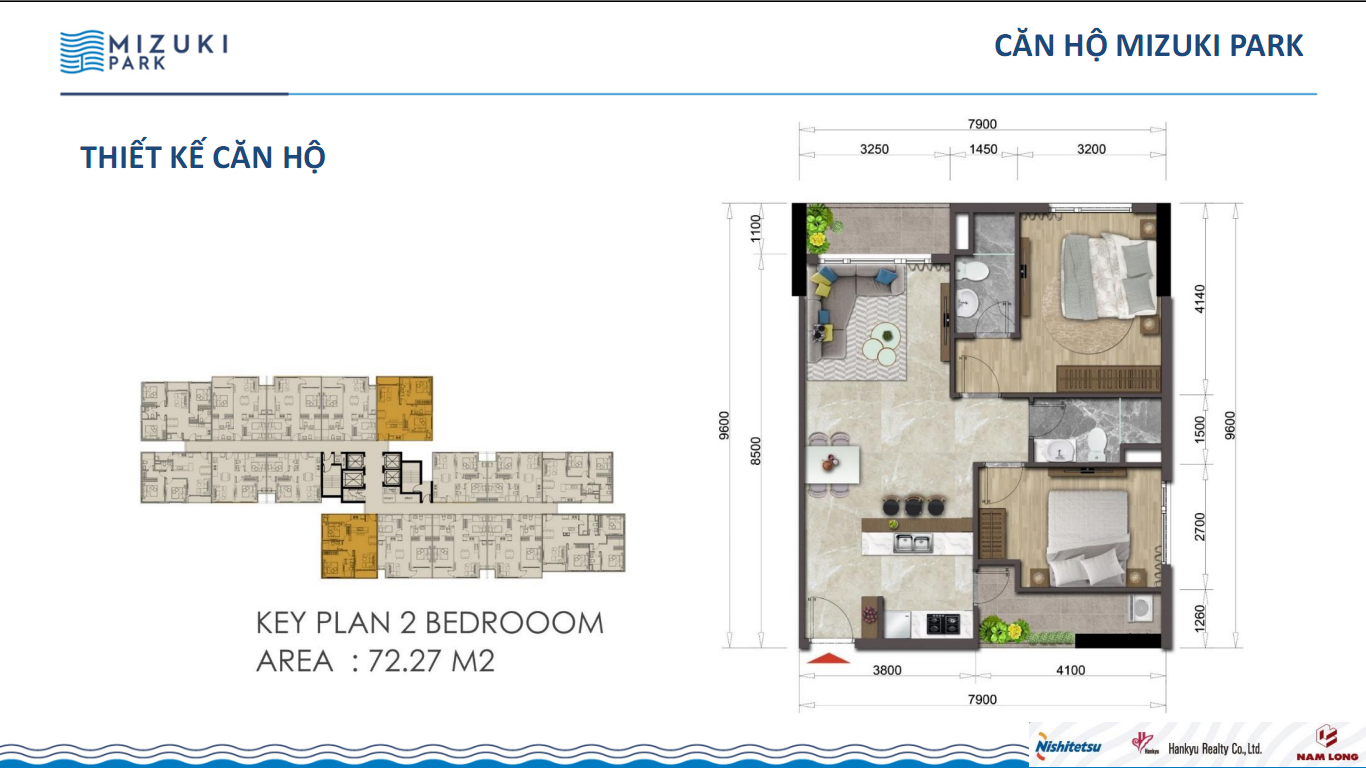 MIZUKI
PARK
CĂN HỘ MIZUKI PARK
THIẾT KẾ CĂN HỘ
7900
3250
1450
3200
1100
9600
8500
4140
1500
9600
2700
1260
3800
4100
7900
KEY PLAN 2 BEDROOOM
AREA : 72.27 M2
Nishitetsu
Hankyu
Hankyu Realty Co., Ltd.
NAM LONG